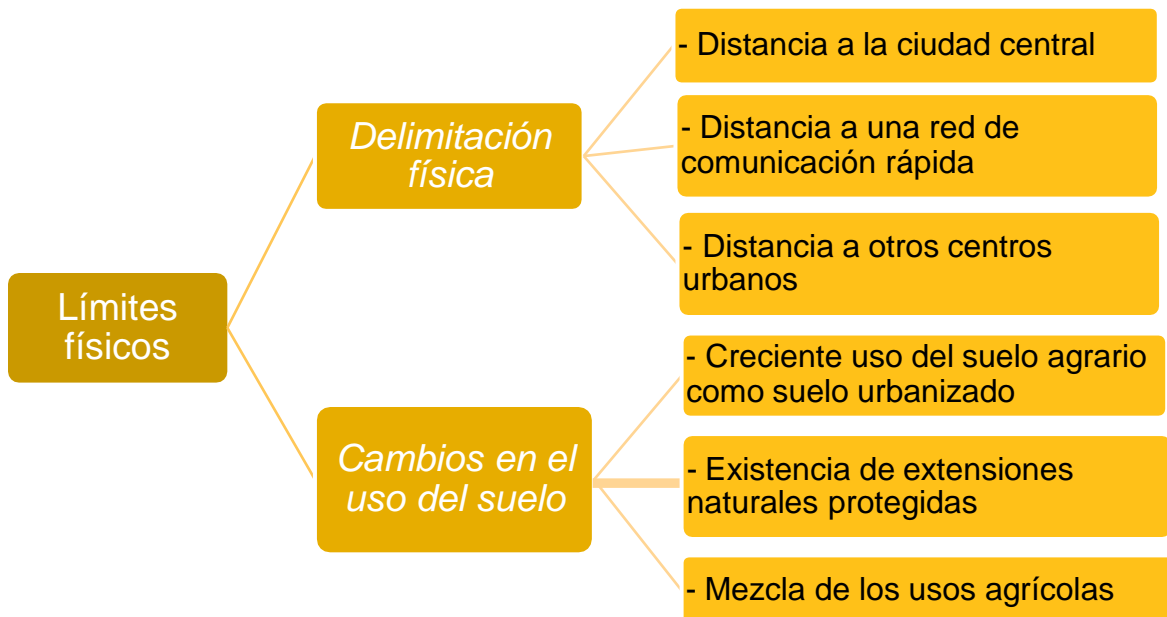 Límites
físicos
Delimitación
física
- Distancia a la ciudad central
- Distancia a una red de
comunicación rápida
- Distancia a otros centros
urbanos
Cambios en el
uso del suelo
- Creciente uso del suelo agrario
como suelo urbanizado
- Existencia de extensiones
naturales protegidas
- Mezcla de los usos agrícolas